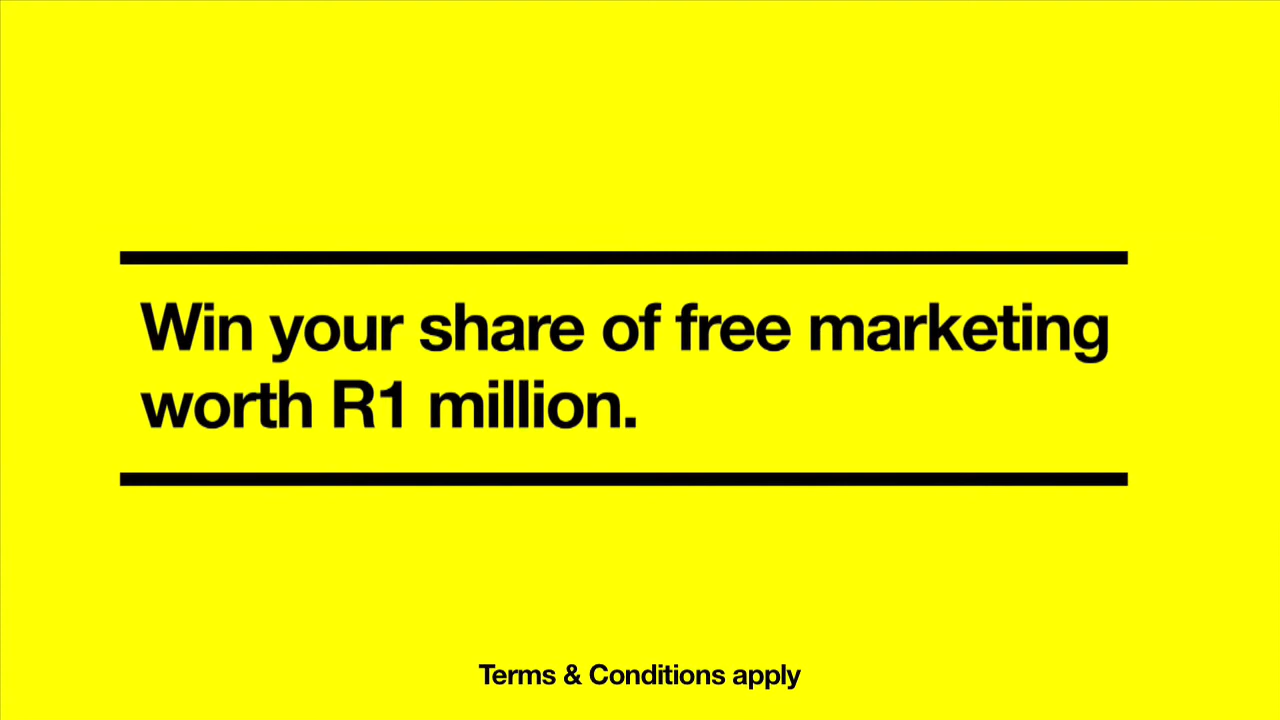 Win your share of free marketing
worth R1 million.
Terms & Conditions apply